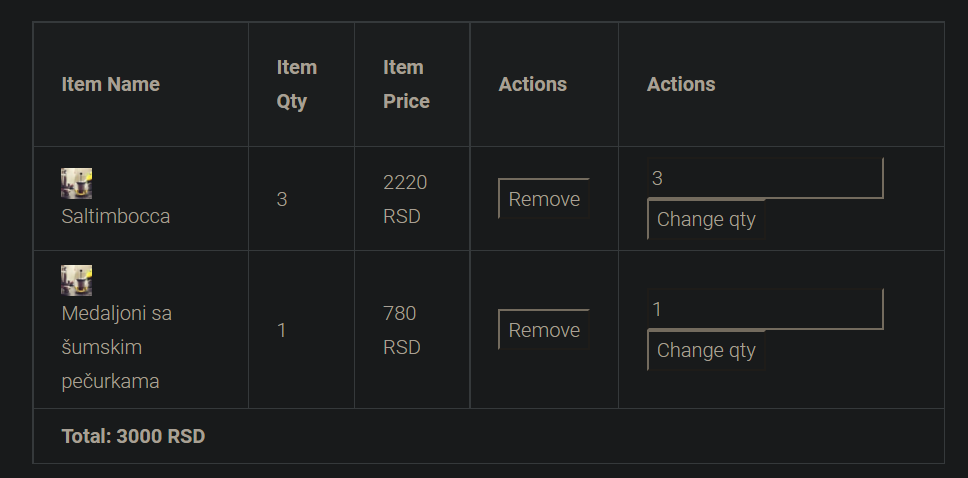 Item Name
Item
Qty
Item
Price
Actions
Actions
Saltimbocca
3
2220
RSD
Remove
3
Change qty
Medaljoni sa
šumskim
pečurkama
1
780
RSD
Remove
1
Change qty
Total: 3000 RSD